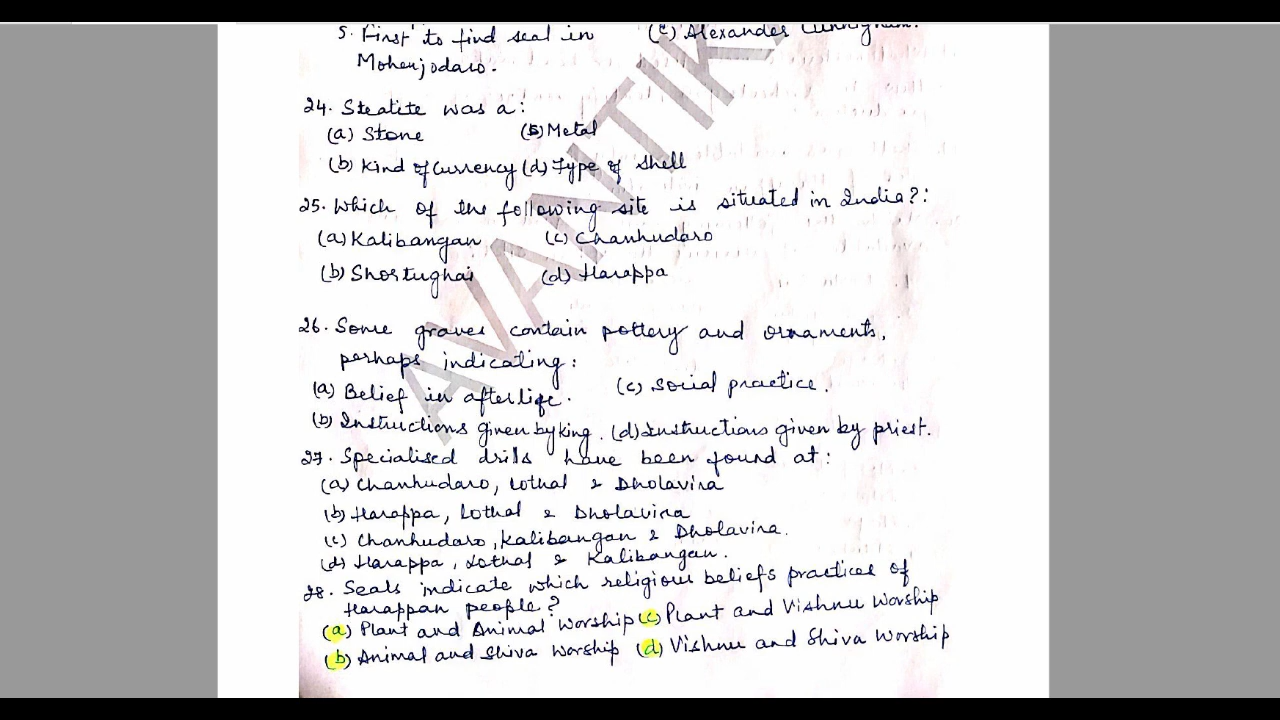 5. First to find seal in (c) Alexander Cunningham.
Mohenjodaro.
24. Steatite was a:
(a) Stone (c) Metal
(b) Kind of Currency (d) Type of shell
25. Which of the following site is situated in India?:
(a) Kalibangan (c) Chanhudaro
(b) Shortughai (d) Harappa
26. Some graves contain pottery and ornaments,
perhaps indicating:
(a) Belief in afterlife. (c) Social practice.
(b) Instructions given by king. (d) Instructions given by priest.
27. Specialised drills have been found at:
(a) Chanhudaro, Lothal & Dholavira
(b) Harappa, Lothal & Dholavira
(c) Chanhudaro, Kalibangan & Dholavira.
(d) Harappa, Lothal & Kalibangan.
28. Seals indicate which religious beliefs practices of
Harappan people?
(a) Plant and Animal Worship (c) Plant and Vishnu Worship
(b) Animal and Shiva Worship (d) Vishnu and Shiva Worship
AVANTIK